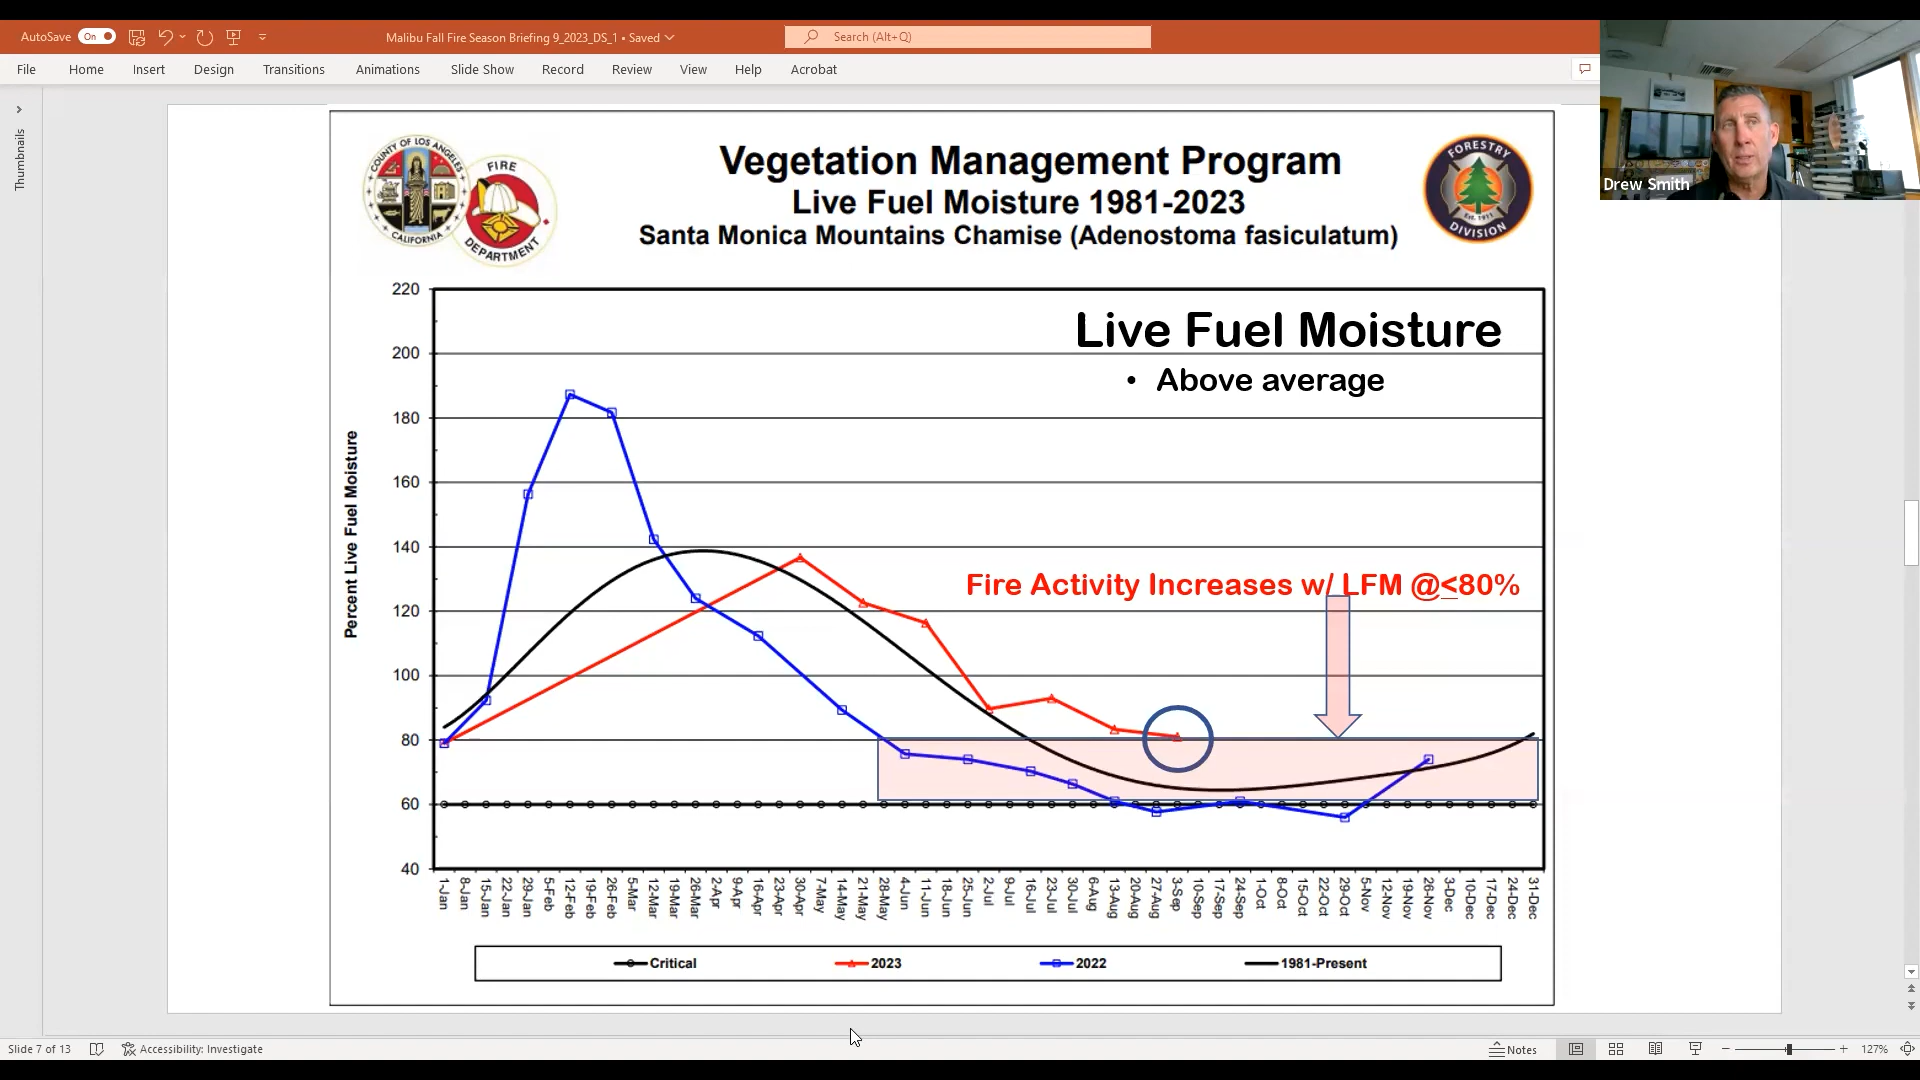 AutoSave On Malibu Fall Fire Season Briefing 9_2023_DS_1 • Saved Search (Alt+Q)
File Home Insert Design Transitions Animations Slide Show Record Review View Help Acrobat
Thumbnails
Drew Smith
COUNTY OF LOS ANGELES
CALIFORNIA
FIRE
DEPARTMENT
Vegetation Management Program
Live Fuel Moisture 1981-2023
Santa Monica Mountains Chamise (Adenostoma fasiculatum)
FORESTRY
Est. 1911
DIVISION
Live Fuel Moisture
• Above average
Fire Activity Increases w/ LFM @<80%
Percent Live Fuel Moisture
220
200
180
160
140
120
100
80
60
40
1-Jan 8-Jan 15-Jan 22-Jan 29-Jan 5-Feb 12-Feb 19-Feb 26-Feb 5-Mar 12-Mar 19-Mar 26-Mar 2-Apr 9-Apr 16-Apr 23-Apr 30-Apr 7-May 14-May 21-May 28-May 4-Jun 11-Jun 18-Jun 25-Jun 2-Jul 9-Jul 16-Jul 23-Jul 30-Jul 6-Aug 13-Aug 20-Aug 27-Aug 3-Sep 10-Sep 17-Sep 24-Sep 1-Oct 8-Oct 15-Oct 22-Oct 29-Oct 5-Nov 12-Nov 19-Nov 26-Nov 3-Dec 10-Dec 17-Dec 24-Dec 31-Dec
Critical 2023 2022 1981-Present
Slide 7 of 13 Accessibility: Investigate Notes 127%